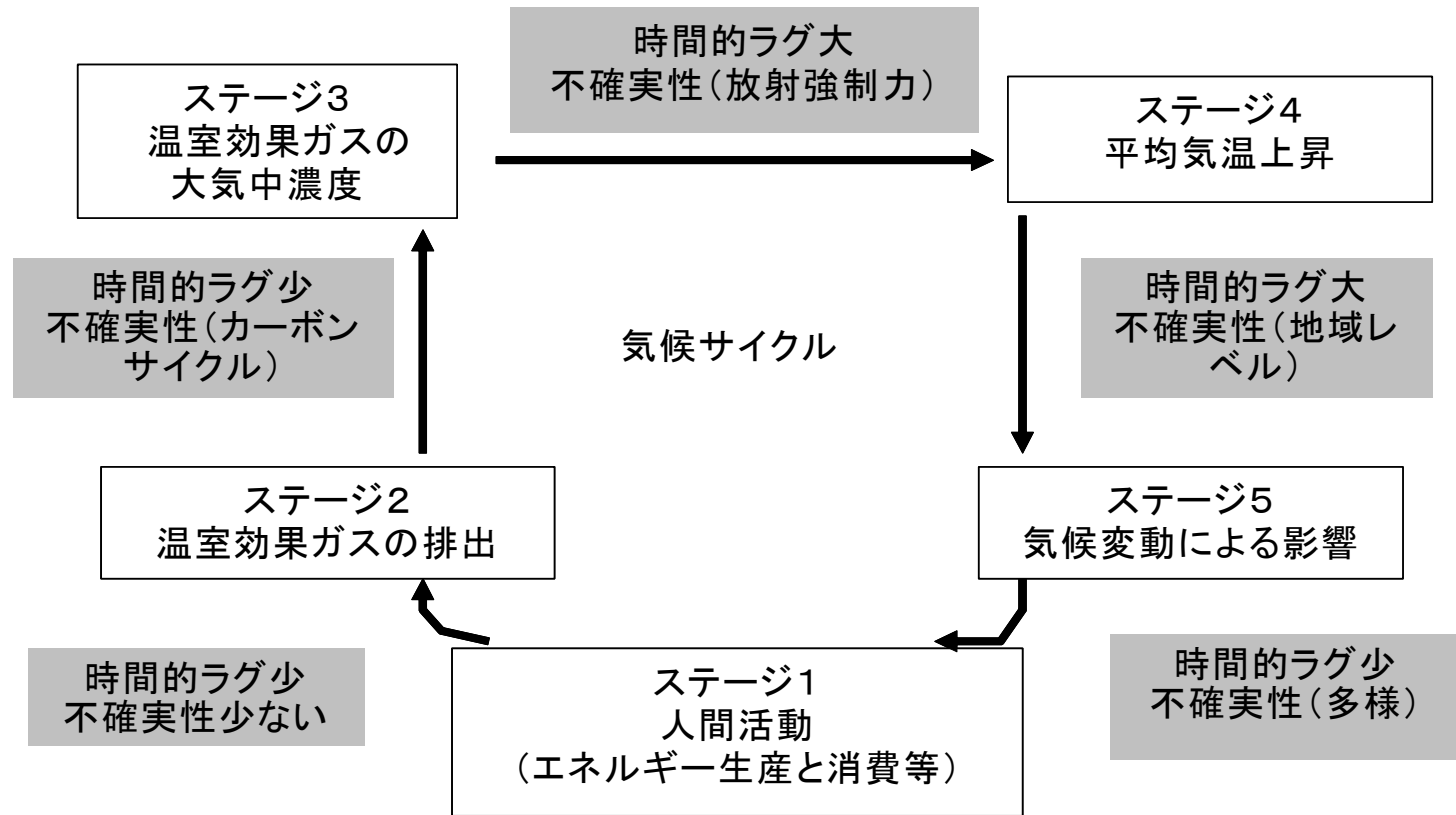 時間的ラグ大
不確実性(放射強制力)
ステージ3
温室効果ガスの
大気中濃度
ステージ4
平均気温上昇
時間的ラグ少
不確実性(カーボン
サイクル)
気候サイクル
時間的ラグ大
不確実性(地域レ
ベル)
ステージ2
温室効果ガスの排出
ステージ5
気候変動による影響
時間的ラグ少
不確実性少ない
ステージ1
人間活動
(エネルギー生産と消費等)
時間的ラグ少
不確実性(多様)